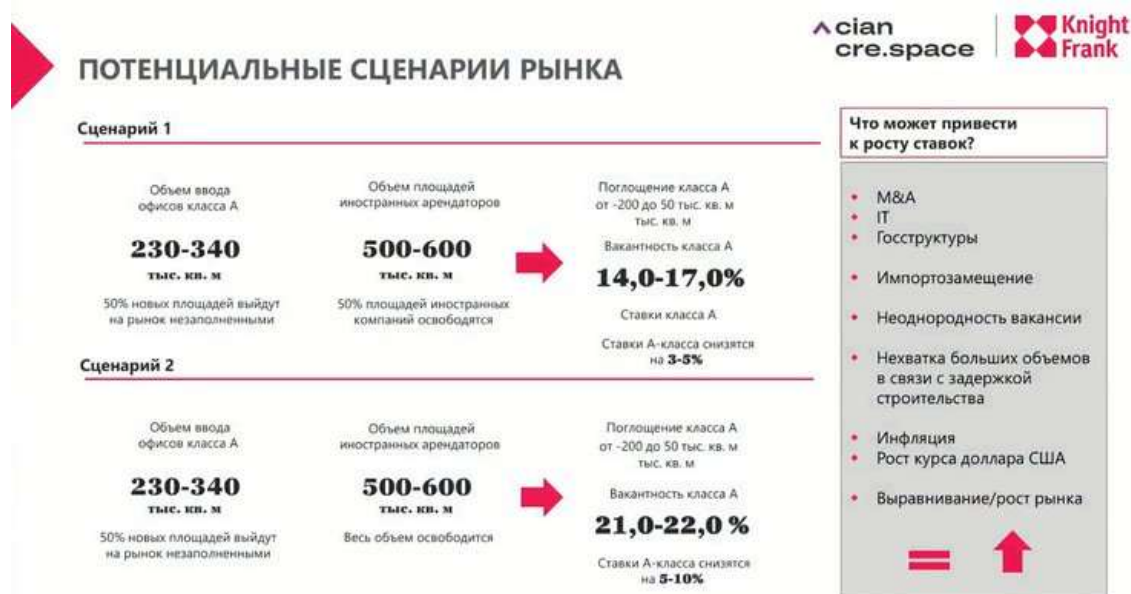 cian
cre.space
Knight
Frank
ПОТЕНЦИАЛЬНЫЕ СЦЕНАРИИ РЫНКА
Сценарий 1
Объем ввода
офисов класса А
230-340
тыс. кв. м
50% новых площадей выйдут
на рынок незаполненными
Объем площадей
иностранных арендаторов
500-600
тыс. кв. м
50% площадей иностранных
компаний освободятся
Поглощение класса А
от -200 до 50 тыс. кв. м
тыс. кв. м
Вакантность класса А
14,0-17,0%
Ставки класса А
Ставки А-класса снизятся
на 3-5%
Сценарий 2
Объем ввода
офисов класса А
230-340
тыс. кв. м
50% новых площадей выйдут
на рынок незаполненными
Объем площадей
иностранных арендаторов
500-600
тыс. кв. м
Весь объем освободится
Поглощение класса А
от -200 до 50 тыс. кв. м
тыс. кв. м
Вакантность класса А
21,0-22,0 %
Ставки А-класса снизятся
на 5-10%
Что может привести
к росту ставок?
• M&A
• IT
• Госструктуры
• Импортозамещение
• Неоднородность вакансии
• Нехватка больших объемов
в связи с задержкой
строительства
• Инфляция
• Рост курса доллара США
• Выравнивание/рост рынка